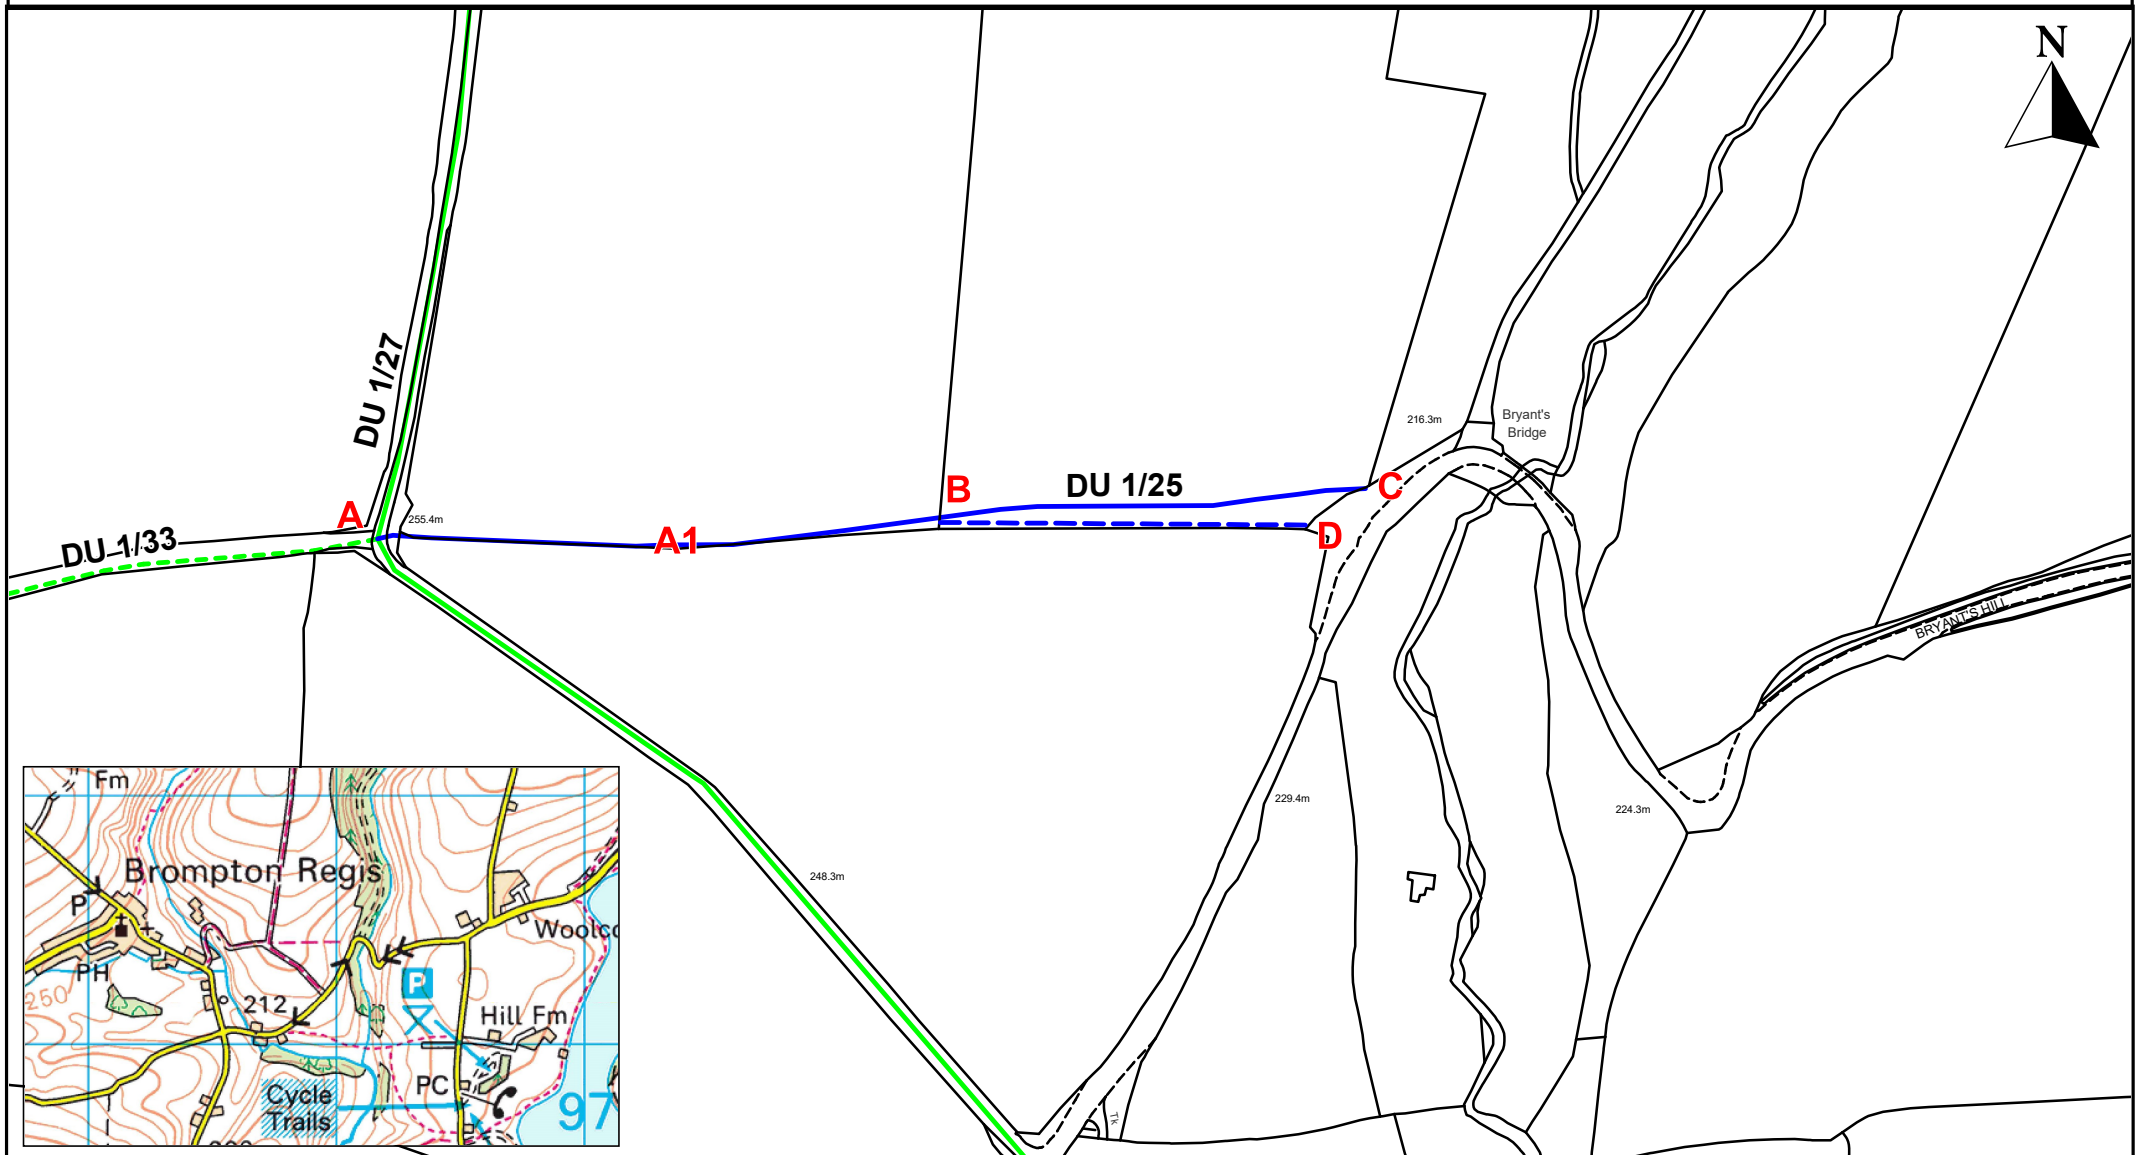 N
DU 1/27
216.3m
Bryant's
Bridge
B
DU 1/25
C
A
255.4m
A1
D
DU 1/33
BRYANT'S HILL
229.4m
224.3m
248.3m
Tk
Fm
Brompton Regis
P
PH
Woolco
P
250
212
Hill Fm
PC
Cycle
Trails
97